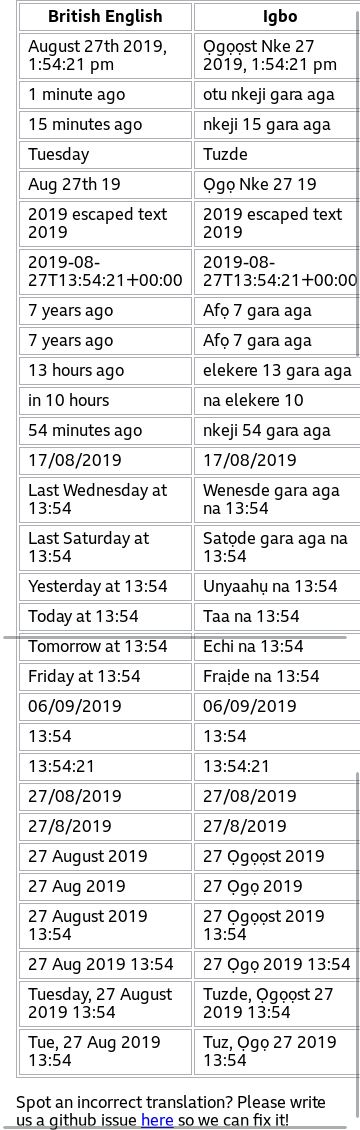 British English Igbo
August 27th 2019, Ọgọọst Nke 27
1:54:21 pm 2019, 1:54:21 pm
1 minute ago otu nkeji gara aga
15 minutes ago nkeji 15 gara aga
Tuesday Tuzde
Aug 27th 19 Ọgọ Nke 27 19
2019 escaped text 2019 escaped text
2019 2019
2019-08- 2019-08-
27T13:54:21+00:00 27T13:54:21+00:00
7 years ago Afọ 7 gara aga
7 years ago Afọ 7 gara aga
13 hours ago elekere 13 gara aga
in 10 hours na elekere 10
54 minutes ago nkeji 54 gara aga
17/08/2019 17/08/2019
Last Wednesday at Wenesde gara aga
13:54 na 13:54
Last Saturday at Satọde gara aga na
13:54 13:54
Yesterday at 13:54 Unyaahụ na 13:54
Today at 13:54 Taa na 13:54
Tomorrow at 13:54 Echi na 13:54
Friday at 13:54 Fraịde na 13:54
06/09/2019 06/09/2019
13:54 13:54
13:54:21 13:54:21
27/08/2019 27/08/2019
27/8/2019 27/8/2019
27 August 2019 27 Ọgọọst 2019
27 Aug 2019 27 Ọgọ 2019
27 August 2019 27 Ọgọọst 2019
13:54 13:54
27 Aug 2019 13:54 27 Ọgọ 2019 13:54
Tuesday, 27 August Tuzde, Ọgọọst 27
2019 13:54 2019 13:54
Tue, 27 Aug 2019 Tuz, Ọgọ 27 2019
13:54 13:54
Spot an incorrect translation? Please write
us a github issue here so we can fix it!